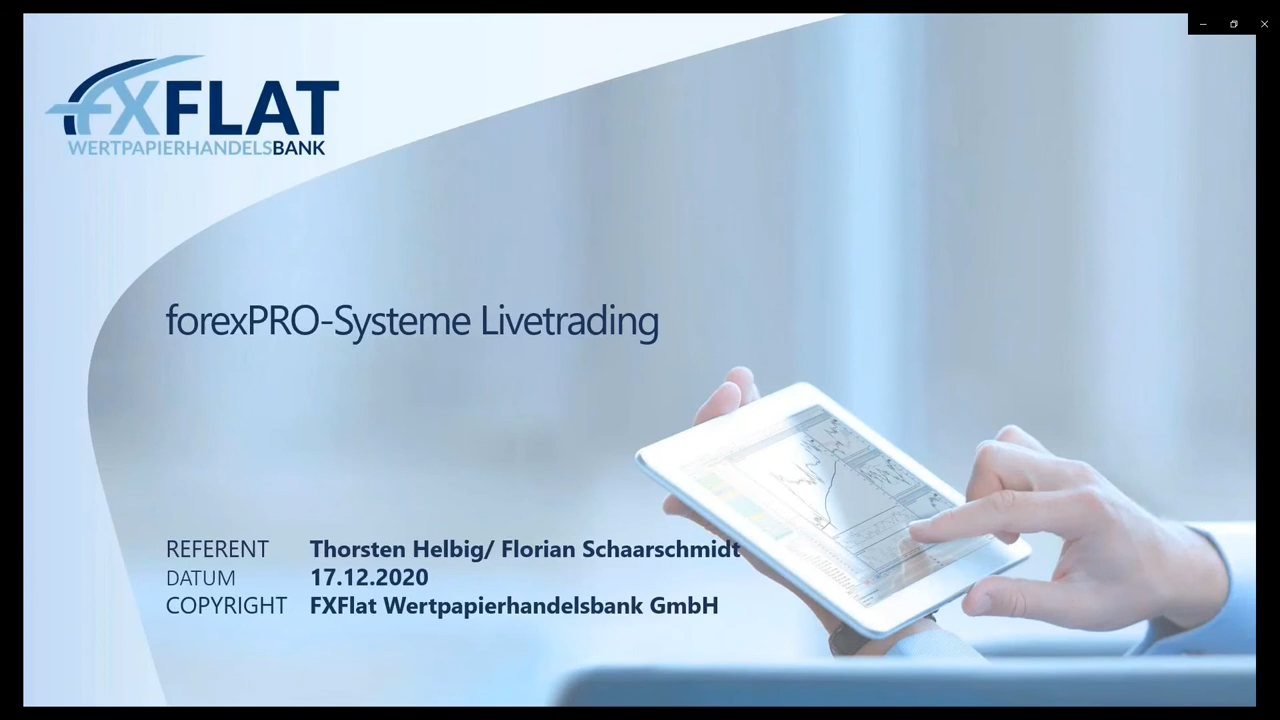 fXFLAT
WERTPAPIERHANDELSBANK
forexPRO-Systeme Livetrading
REFERENT Thorsten Helbig/ Florian Schaarschmidt
DATUM 17.12.2020
COPYRIGHT FXFlat Wertpapierhandelsbank GmbH